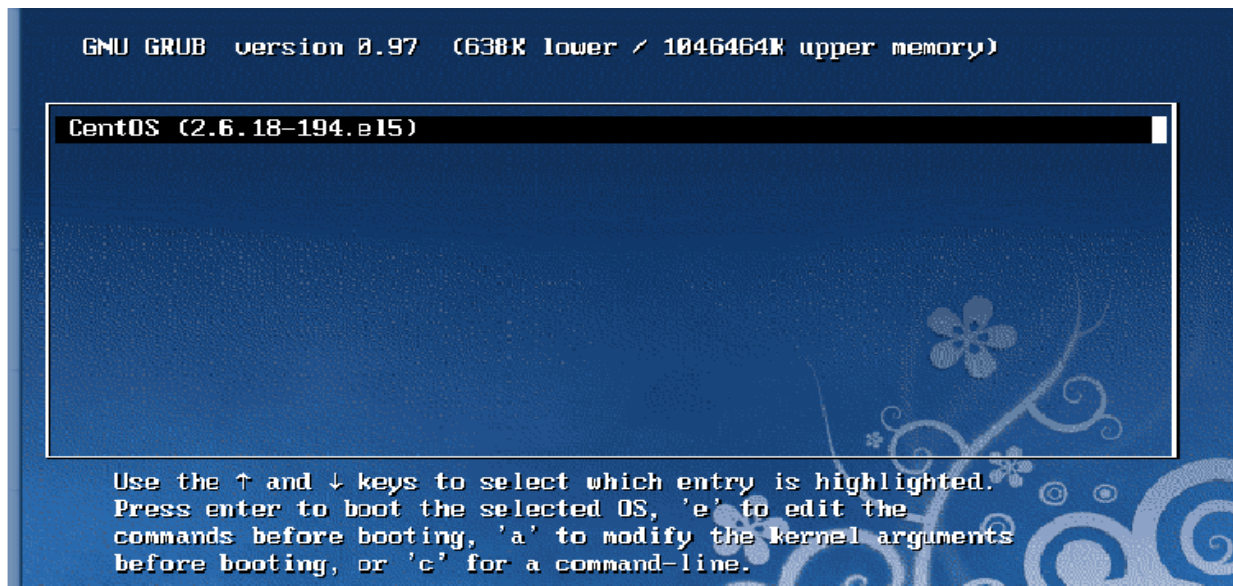 GNU GRUB version 0.97 (638K lower / 1046464K upper memory)
CentOS (2.6.18-194.el5)
Use the ↑ and ↓ keys to select which entry is highlighted.
Press enter to boot the selected OS, 'e' to edit the
commands before booting, 'a' to modify the kernel arguments
before booting, or 'c' for a command-line.